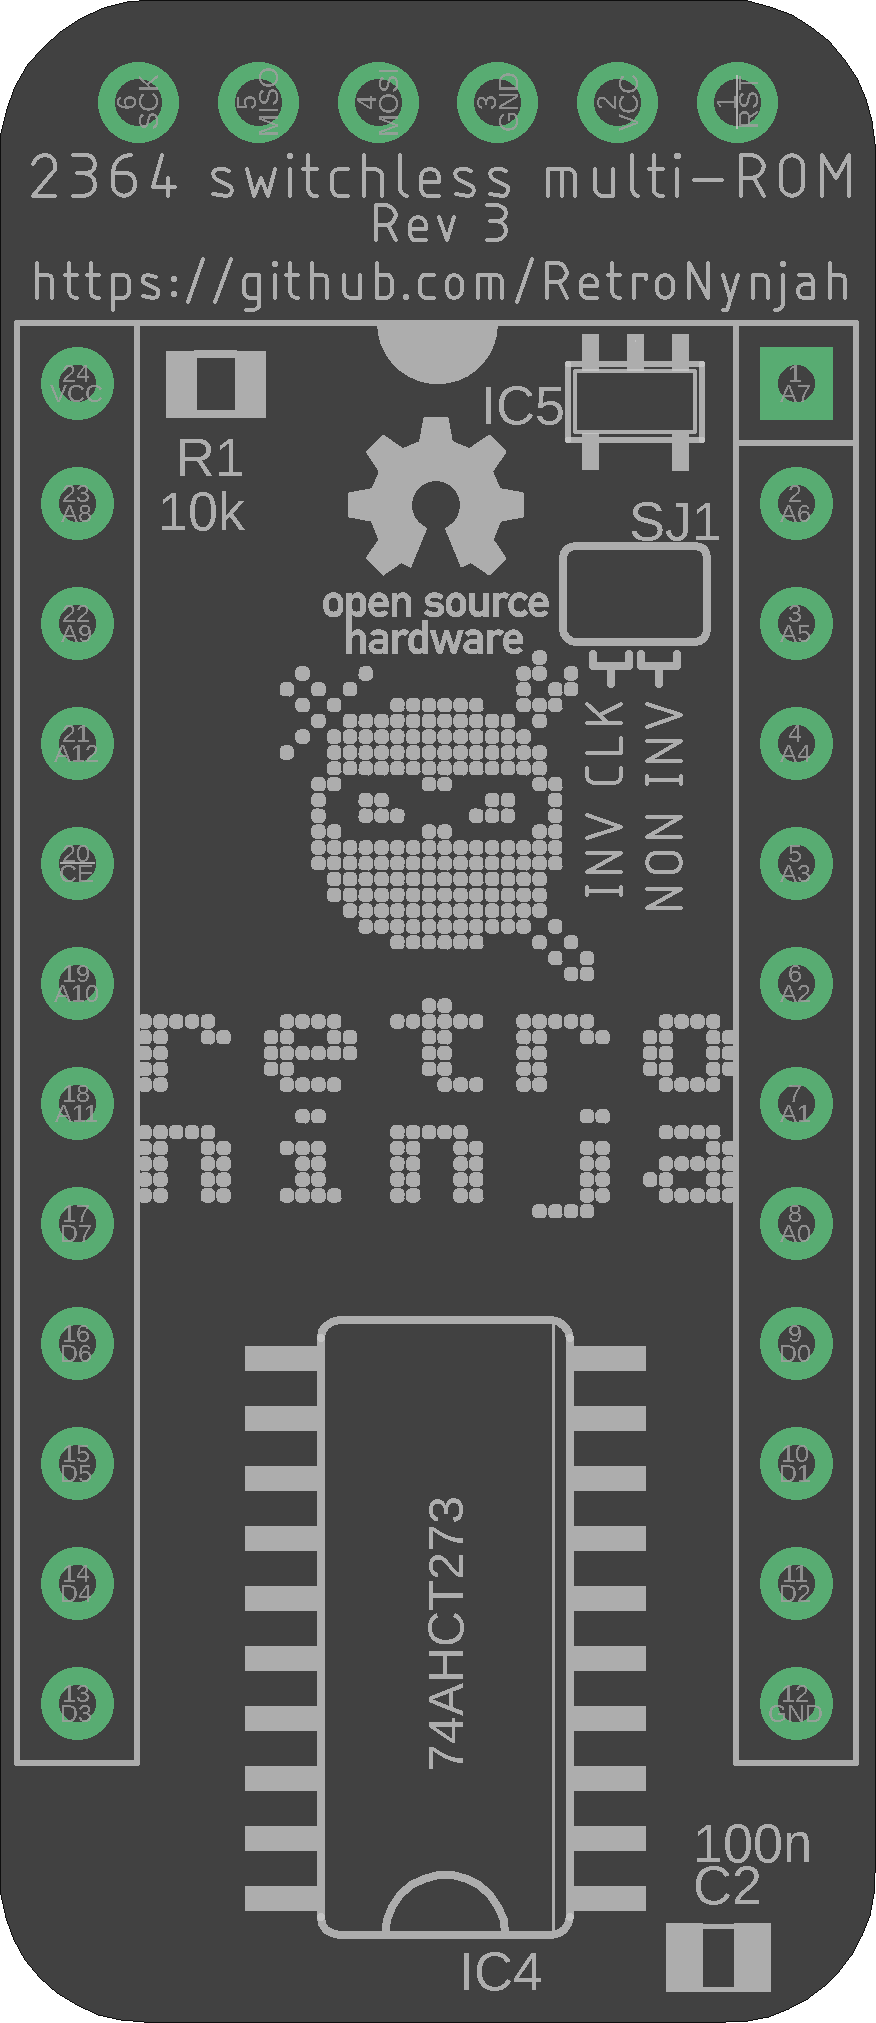 6 SCK
5 MISO
4 MOSI
3 GND
2 VCC
1 RST
2364 switchless multi-ROM
Rev 3
https://github.com/RetroNynjah
24 VCC
R1
10k
IC5
1 A7
23 A8
2 A6
SJ1
open source
hardware
22 A9
3 A5
INV CLK
NON INV
21 A12
4 A4
20 CE
5 A3
19 A10
6 A2
retro
ninja
18 A11
7 A1
17 D7
8 A0
16 D6
9 D0
15 D5
10 D1
14 D4
11 D2
13 D3
12 GND
74AHCT273
IC4
100n
C2